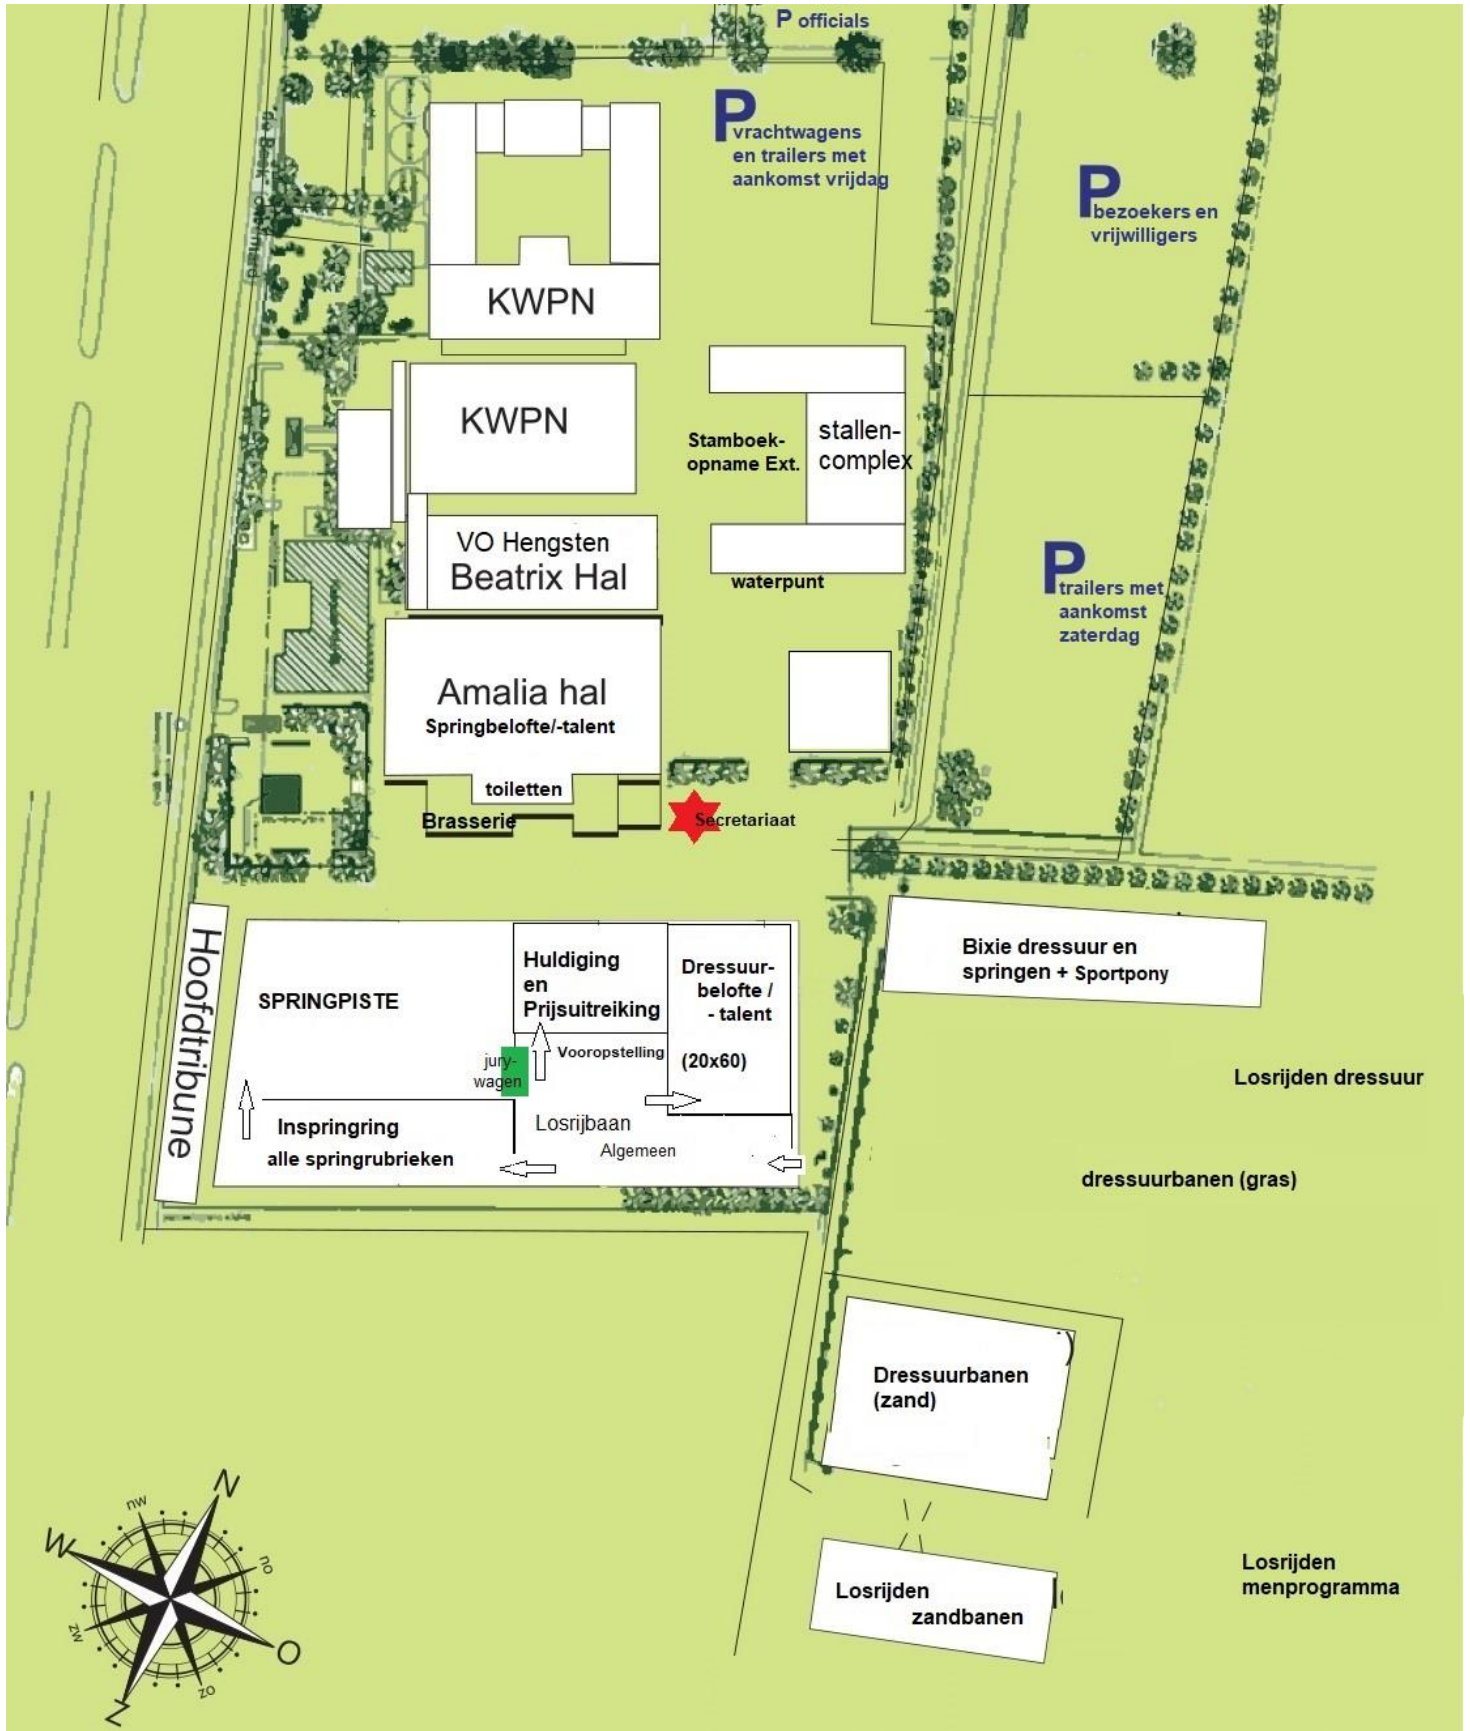 P officials
P
vrachtwagens
en trailers met
aankomst vrijdag
P
bezoekers en
vrijwilligers
KWPN
KWPN
Stamboek-
opname Ext.
stallen-
complex
VO Hengsten
Beatrix Hal
waterpunt
P
trailers met
aankomst
zaterdag
Amalia hal
Springbelofte/-talent
toiletten
Brasserie
Secretariaat
Hoofdtribune
SPRINGPISTE
Huldiging
en
Prijsuitreiking
Dressuur-
belofte /
- talent
(20x60)
Bixie dressuur en
springen + Sportpony
jury-
wagen
Vooropstelling
Losrijden dressuur
Inspringring
alle springrubrieken
Losrijbaan
Algemeen
dressuurbanen (gras)
Dressuurbanen
(zand)
Losrijden
zandbanen
Losrijden
menprogramma
N
nw
W
no
zw
O
zo
Z